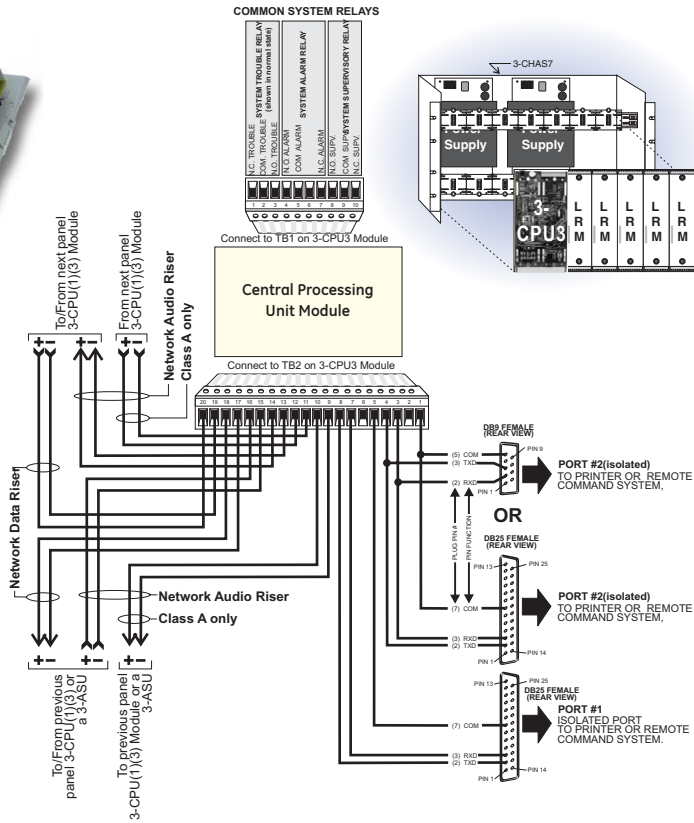 COMMON SYSTEM RELAYS
SYSTEM TROUBLE RELAY
(shown in normal state)
SYSTEM ALARM RELAY
SYSTEM SUPERVISORY RELAY
N.C. TROUBLE
COM. TROUBLE
N.O. TROUBLE
N.O. ALARM
COM ALARM
N.C. ALARM
N.O. SUPV.
COM SUPV.
N.C. SUPV.
1 2 3 4 5 6 7 8 9 10
Connect to TB1 on 3-CPU3 Module
Central Processing
Unit Module
Connect to TB2 on 3-CPU3 Module
20 19 18 17 16 15 14 13 12 11 10 9 8 7 6 5 4 3 2 1
3-CHAS7
Power
Supply
Power
Supply
3-
CPU3
LRM
LRM
LRM
LRM
LRM
To/From next panel
3-CPU(1)(3) Module
From next panel
3-CPU(1)(3) Module
+ -
+ -
+ -
Network Audio Riser
Class A only
Network Data Riser
Network Audio Riser
Class A only
+ -
+ -
+ -
To/From previous
panel 3-CPU(1)(3) or
a 3-ASU
To previous panel
3-CPU(1)(3) Module or a
3-ASU
DB9 FEMALE
(REAR VIEW)
(5) COM
(3) TXD
(2) RXD
PIN 9
PIN 1
PORT #2(isolated)
TO PRINTER OR REMOTE
COMMAND SYSTEM,
PLUG PIN #
PIN FUNCTION
OR
DB25 FEMALE
(REAR VIEW)
PIN 13
PIN 25
PORT #2(isolated)
TO PRINTER OR REMOTE
COMMAND SYSTEM,
(7) COM
(3) RXD
(2) TXD
PIN 1
PIN 14
PIN 13
PIN 25
DB25 FEMALE
(REAR VIEW)
PORT #1
ISOLATED PORT
TO PRINTER OR REMOTE
COMMAND SYSTEM.
(7) COM
(3) RXD
(2) TXD
PIN 1
PIN 14